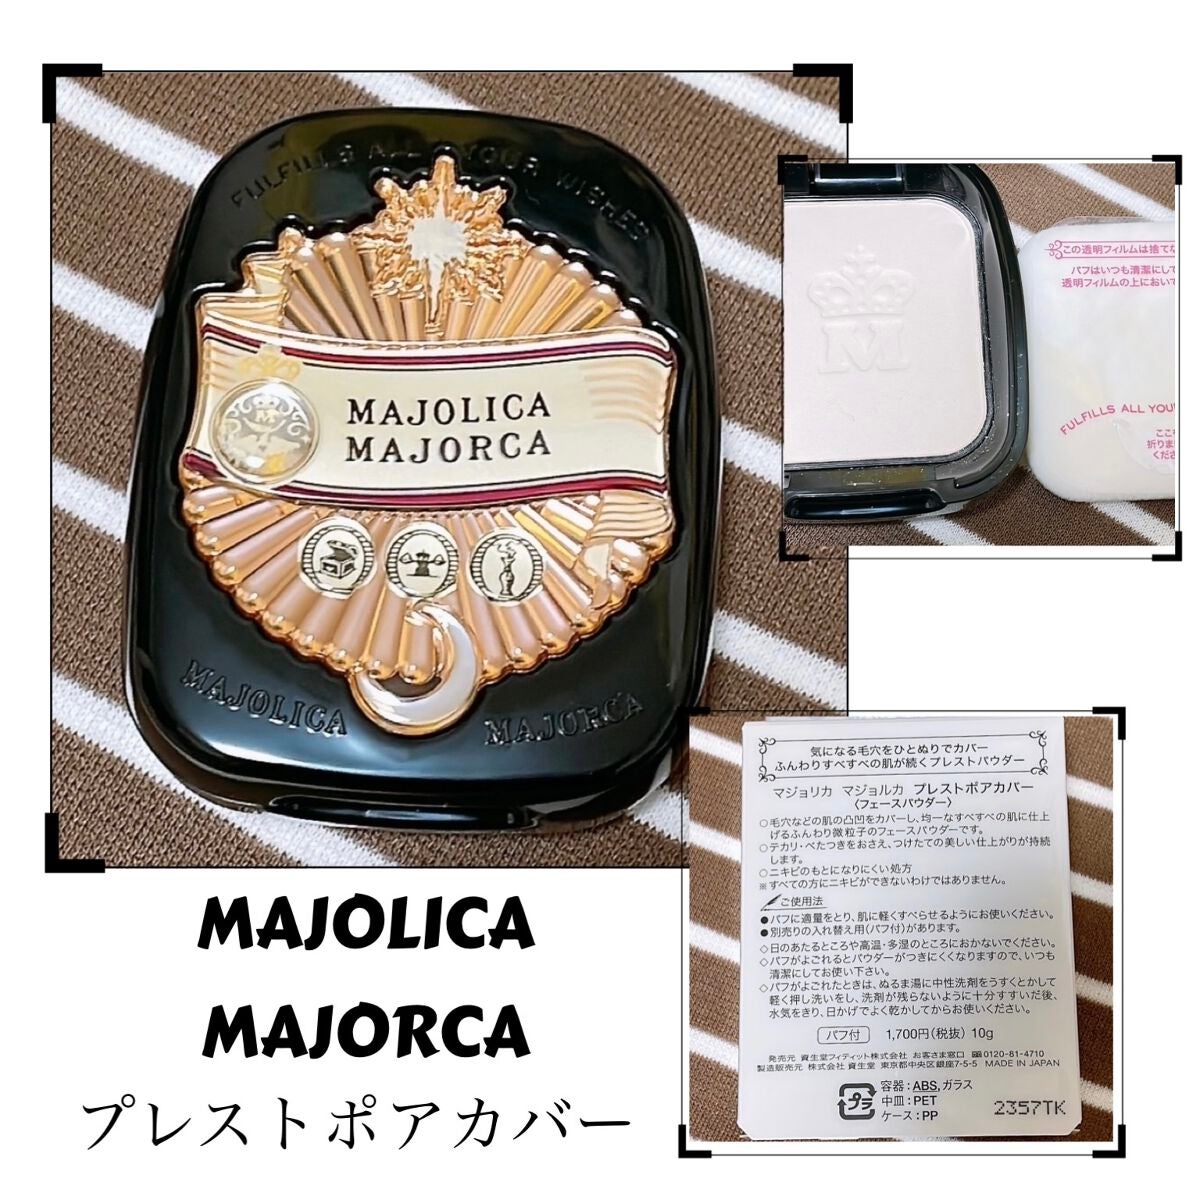 FULFILLS ALL YOUR WISHES
MAJOLICA
MAJORCA
MAJOLICA MAJORCA
この透明フィルムは捨てな
パフはいつも清潔にして
透明フィルムの上において
FULFILLS ALL YOU
折りま
くださ
M
気になる毛穴をひとぬりでカバー
ふんわりすべすべの肌が続くプレストパウダー
マジョリカ マジョルカ プレストポアカバー
〈フェースパウダー〉
○毛穴などの肌の凸凹をカバーし、均一なすべすべの肌に仕上
げるふんわり微粒子のフェースパウダーです。
○テカリ・べたつきをおさえ、つけたての美しい仕上がりが持続
します。
○ニキビのもとになりにくい処方
※すべての方にニキビができないわけではありません。
ご使用法
●パフに適量をとり、肌に軽くすべらせるようにお使いください。
●別売りの入れ替え用(パフ付)があります。
◇日のあたるところや高温・多湿のところにおかないでください。
◇パフがよごれるとパウダーがつきにくくなりますので、いつも
清潔にしてお使い下さい。
◇パフがよごれたときは、ぬるま湯に中性洗剤をうすくとかして
軽く押し洗いをし、洗剤が残らないように十分すすいだ後、
水気をきり、日かげでよく乾かしてからお使いください。
パフ付 1,700円(税抜) 10g
発売元 資生堂フィティット株式会社 お客さま窓口 0120-81-4710
製造販売元 株式会社 資生堂 東京都中央区銀座7-5-5 MADE IN JAPAN
プラ
容器:ABS,ガラス
中皿:PET
ケース:PP
2357TK
MAJOLICA
MAJORCA
プレストポアカバー